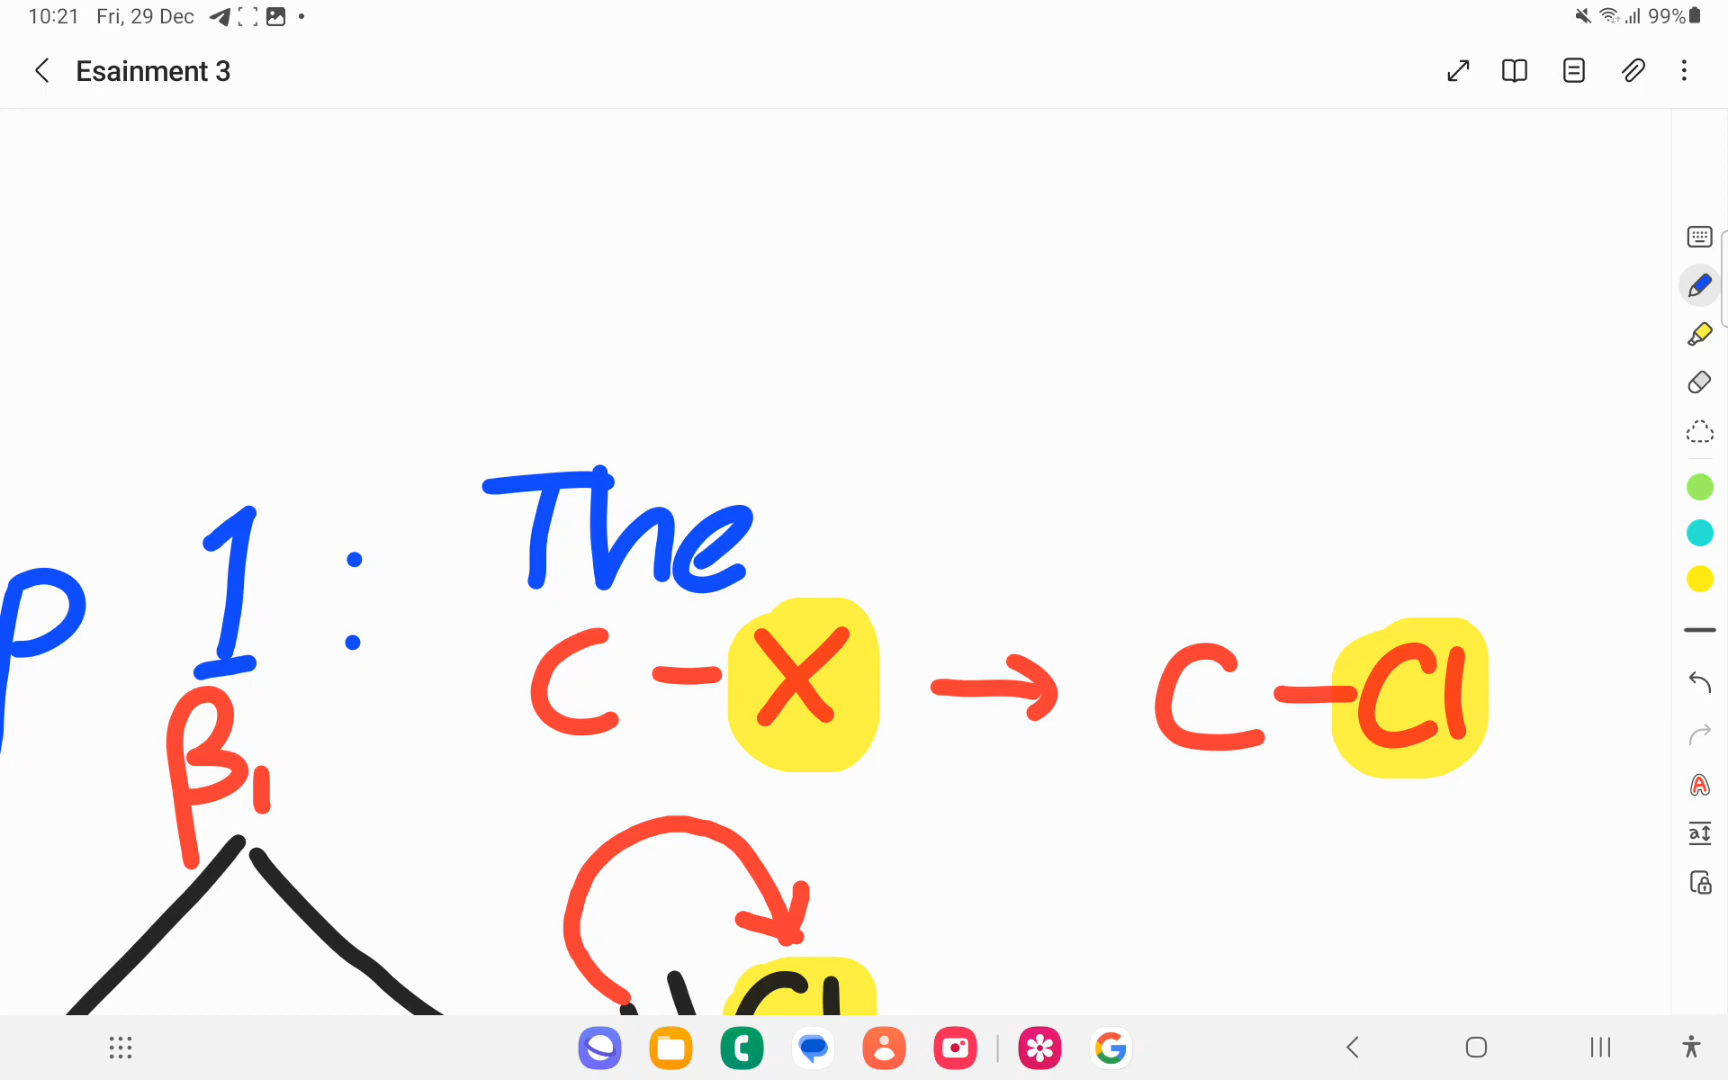 10:21 Fri, 29 Dec 99%
Esainment 3
The
p 1 :
C - X → C - Cl
β1
Cl